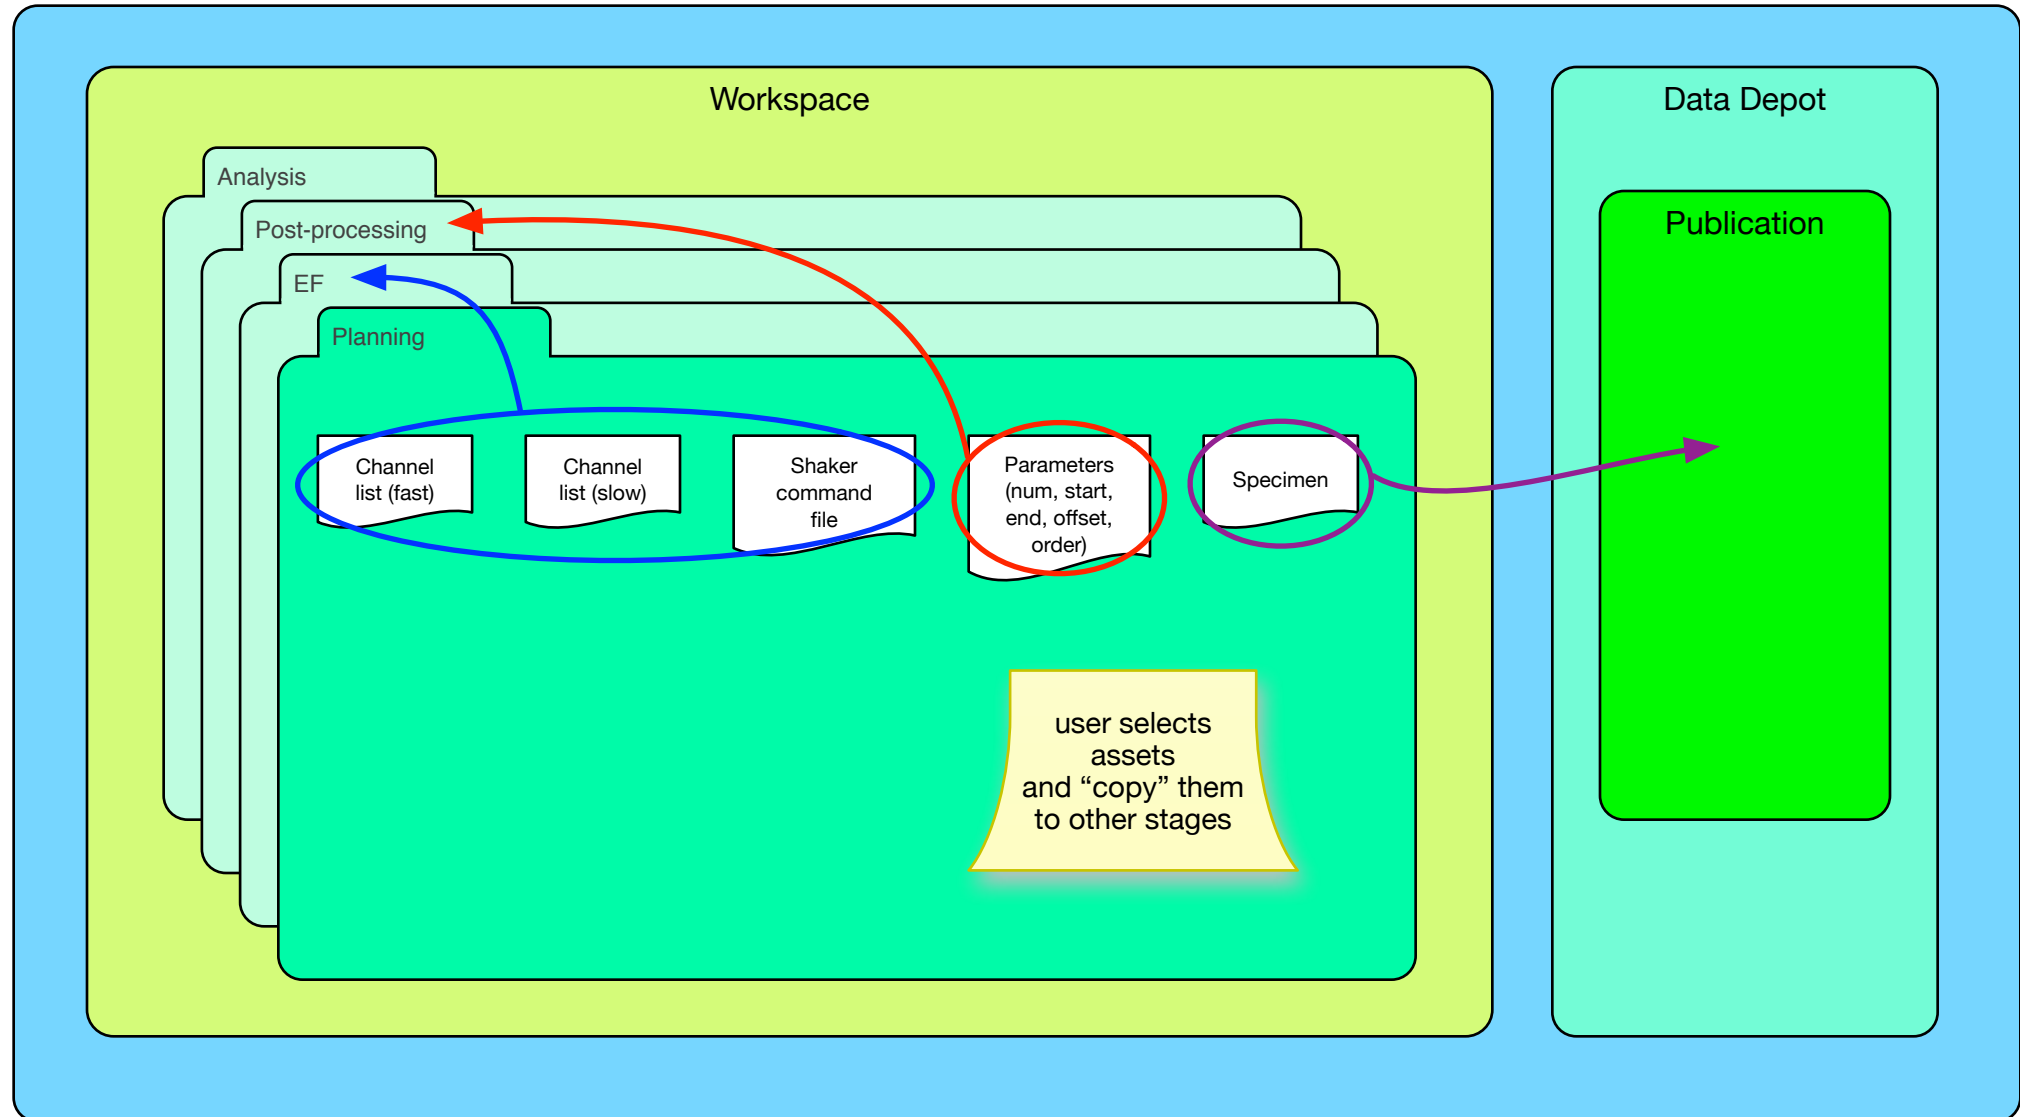 Workspace
Data Depot
Analysis
Post-processing
EF
Planning
Publication
Channel
list (fast)
Channel
list (slow)
Shaker
command
file
Parameters
(num, start,
end, offset,
order)
Specimen
user selects
assets
and “copy” them
to other stages